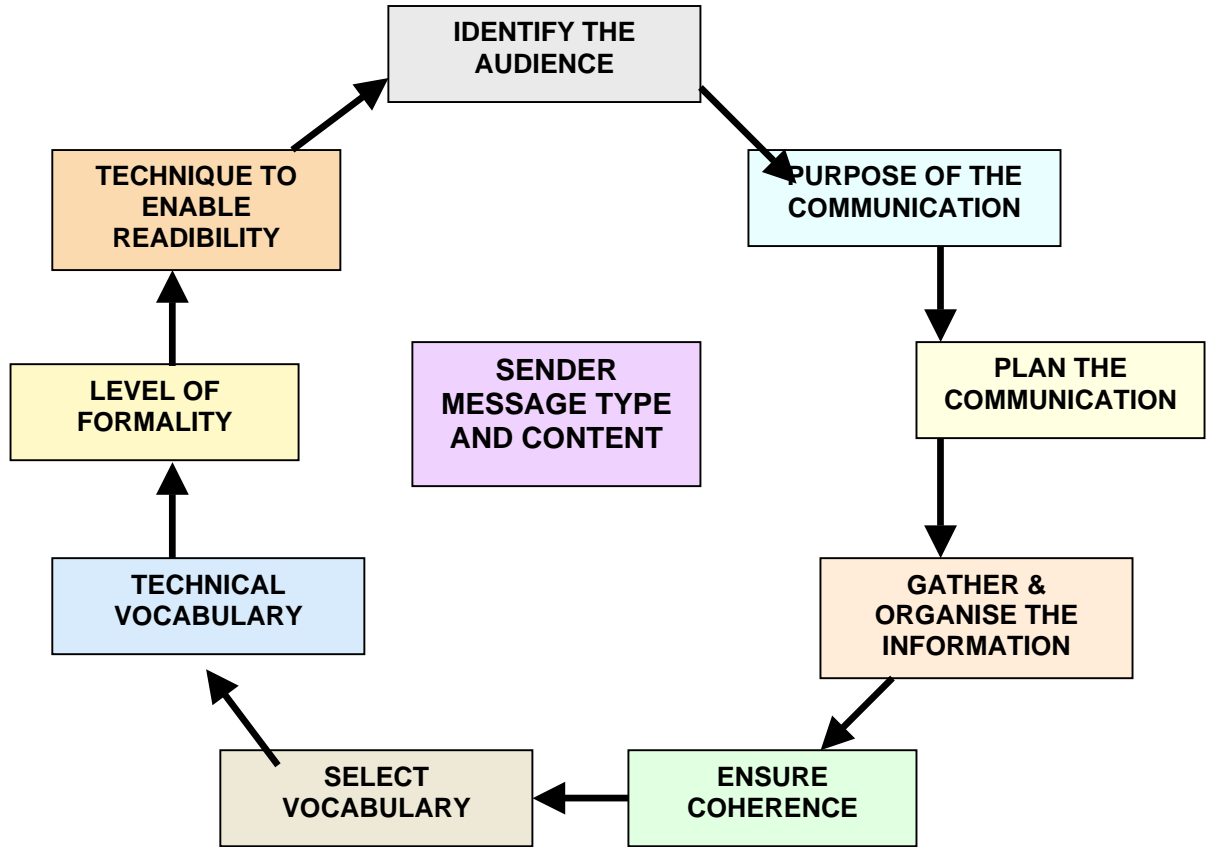 IDENTIFY THE
AUDIENCE
PURPOSE OF THE
COMMUNICATION
PLAN THE
COMMUNICATION
GATHER &
ORGANISE THE
INFORMATION
ENSURE
COHERENCE
SELECT
VOCABULARY
TECHNICAL
VOCABULARY
LEVEL OF
FORMALITY
TECHNIQUE TO
ENABLE
READIBILITY
SENDER
MESSAGE TYPE
AND CONTENT